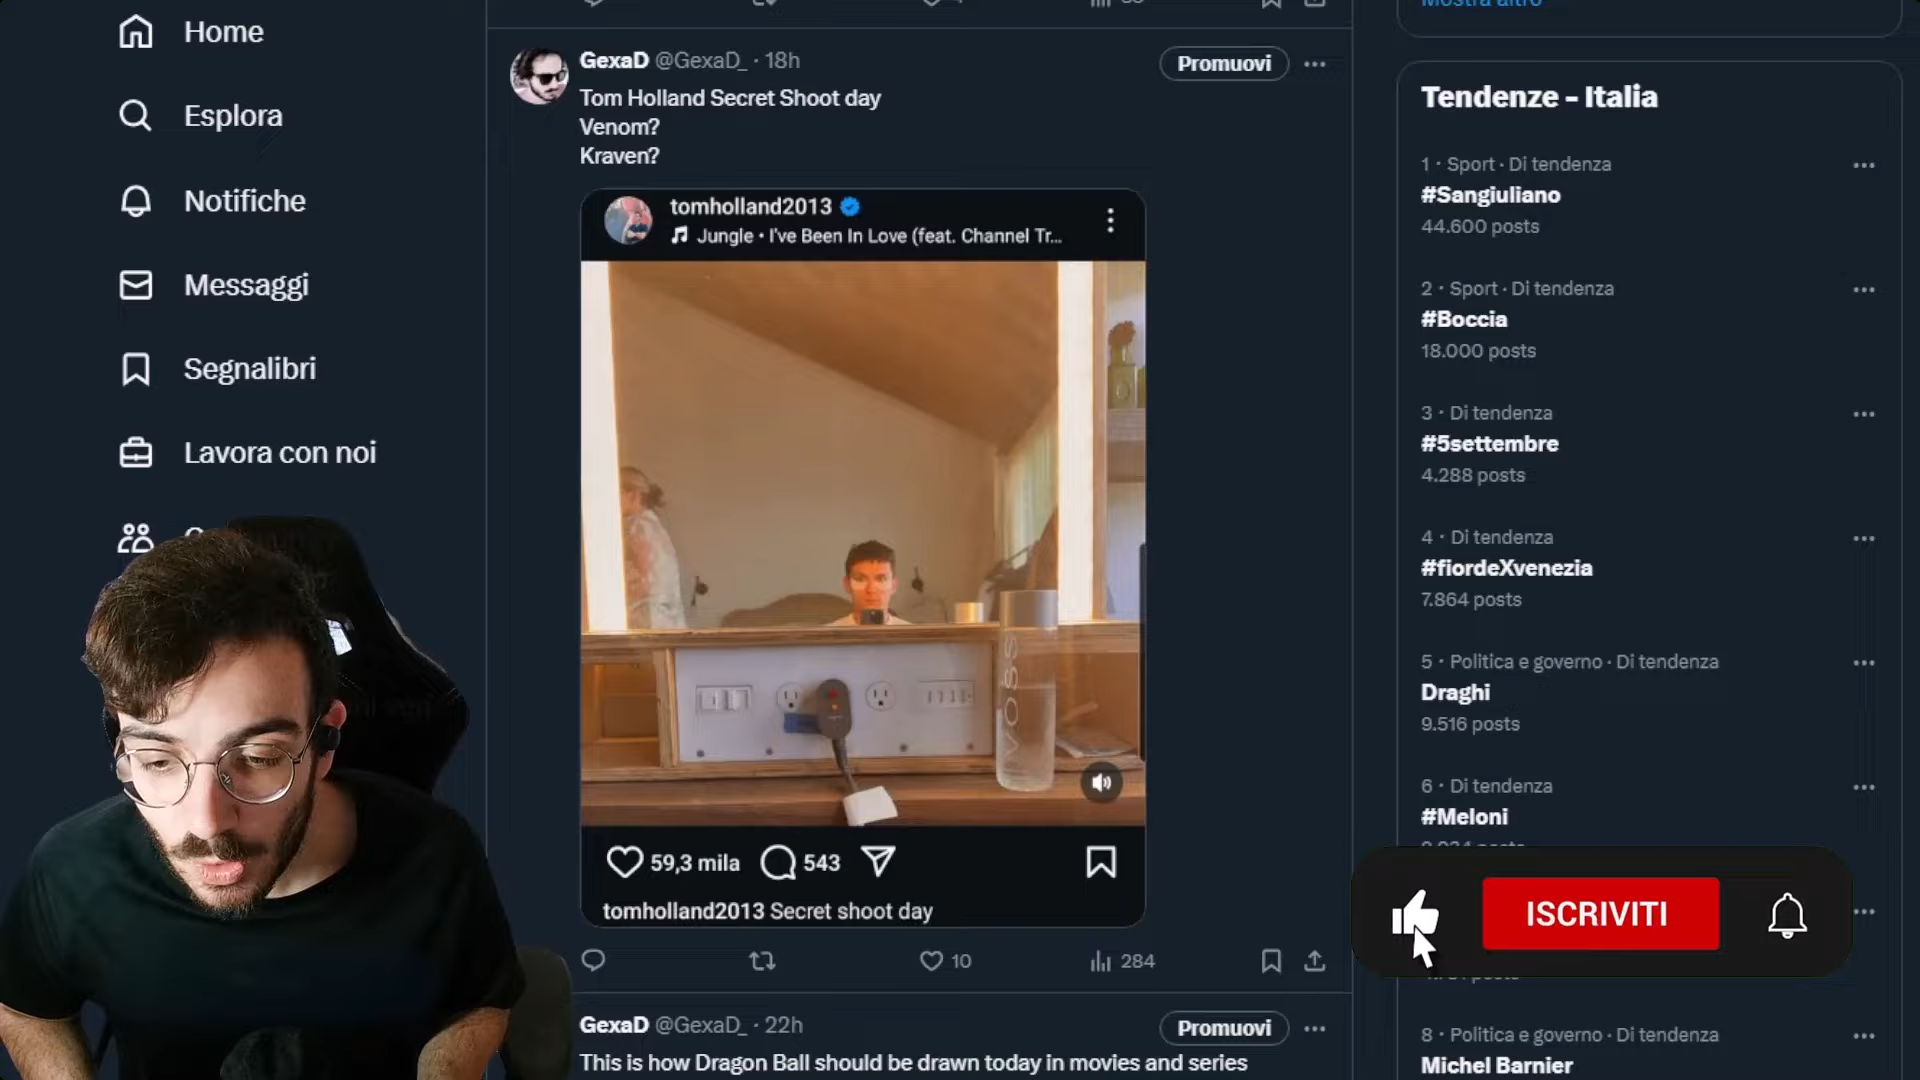 Home
Esplora
Notifiche
Messaggi
Segnalibri
Lavora con noi
GexaD @GexaD_ · 18h
Promuovi
Tom Holland Secret Shoot day
Venom?
Kraven?
tomholland2013
Jungle • I've Been In Love (feat. Channel Tr...
VOSS
59,3 mila
543
tomholland2013 Secret shoot day
10
284
GexaD @GexaD_ · 22h
Promuovi
This is how Dragon Ball should be drawn today in movies and series
Mostra altro
Tendenze - Italia
1 · Sport · Di tendenza
#Sangiuliano
44.600 posts
2 · Sport · Di tendenza
#Boccia
18.000 posts
3 · Di tendenza
#5settembre
4.288 posts
4 · Di tendenza
#fiordeXvenezia
7.864 posts
5 · Politica e governo · Di tendenza
Draghi
9.516 posts
6 · Di tendenza
#Meloni
ISCRIVITI
8 · Politica e governo · Di tendenza
Michel Barnier